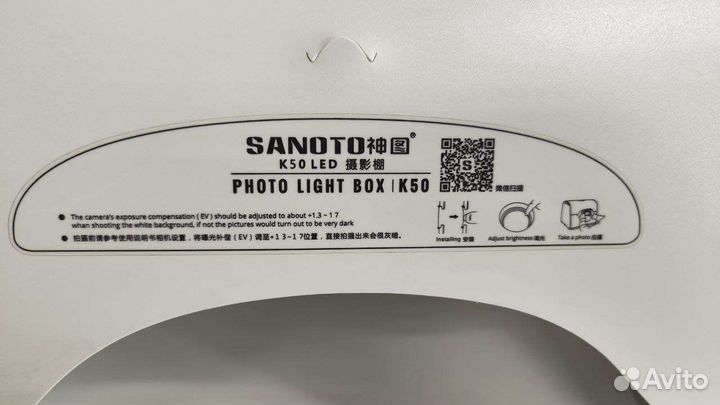 SANOTO神图®
K50 LED 摄影棚
PHOTO LIGHT BOX | K50
S
微信扫描
● The camera's exposure compensation ( EV ) should be adjusted to about +1.3 ~ 1 7
when shooting the white background, if not the pictures would turn out to be very dark
● 拍摄前请参考使用说明书相机设置，将曝光补偿（EV）调至+1 3~1 7位置，直接拍摄出来会很灰暗。
Installing 安装
Adjust brightness 调光
Take a photo 拍摄
Avito